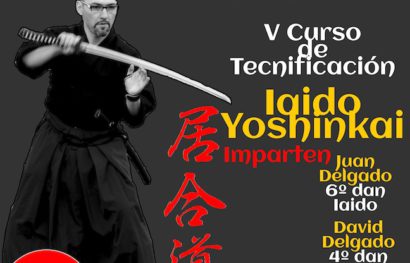 V Curso
de
Tecnificación
Iaido
Yoshinkai
Imparten
Juan
Delgado
6º dan
Iaido
David
Delgado
4º dan
居合道